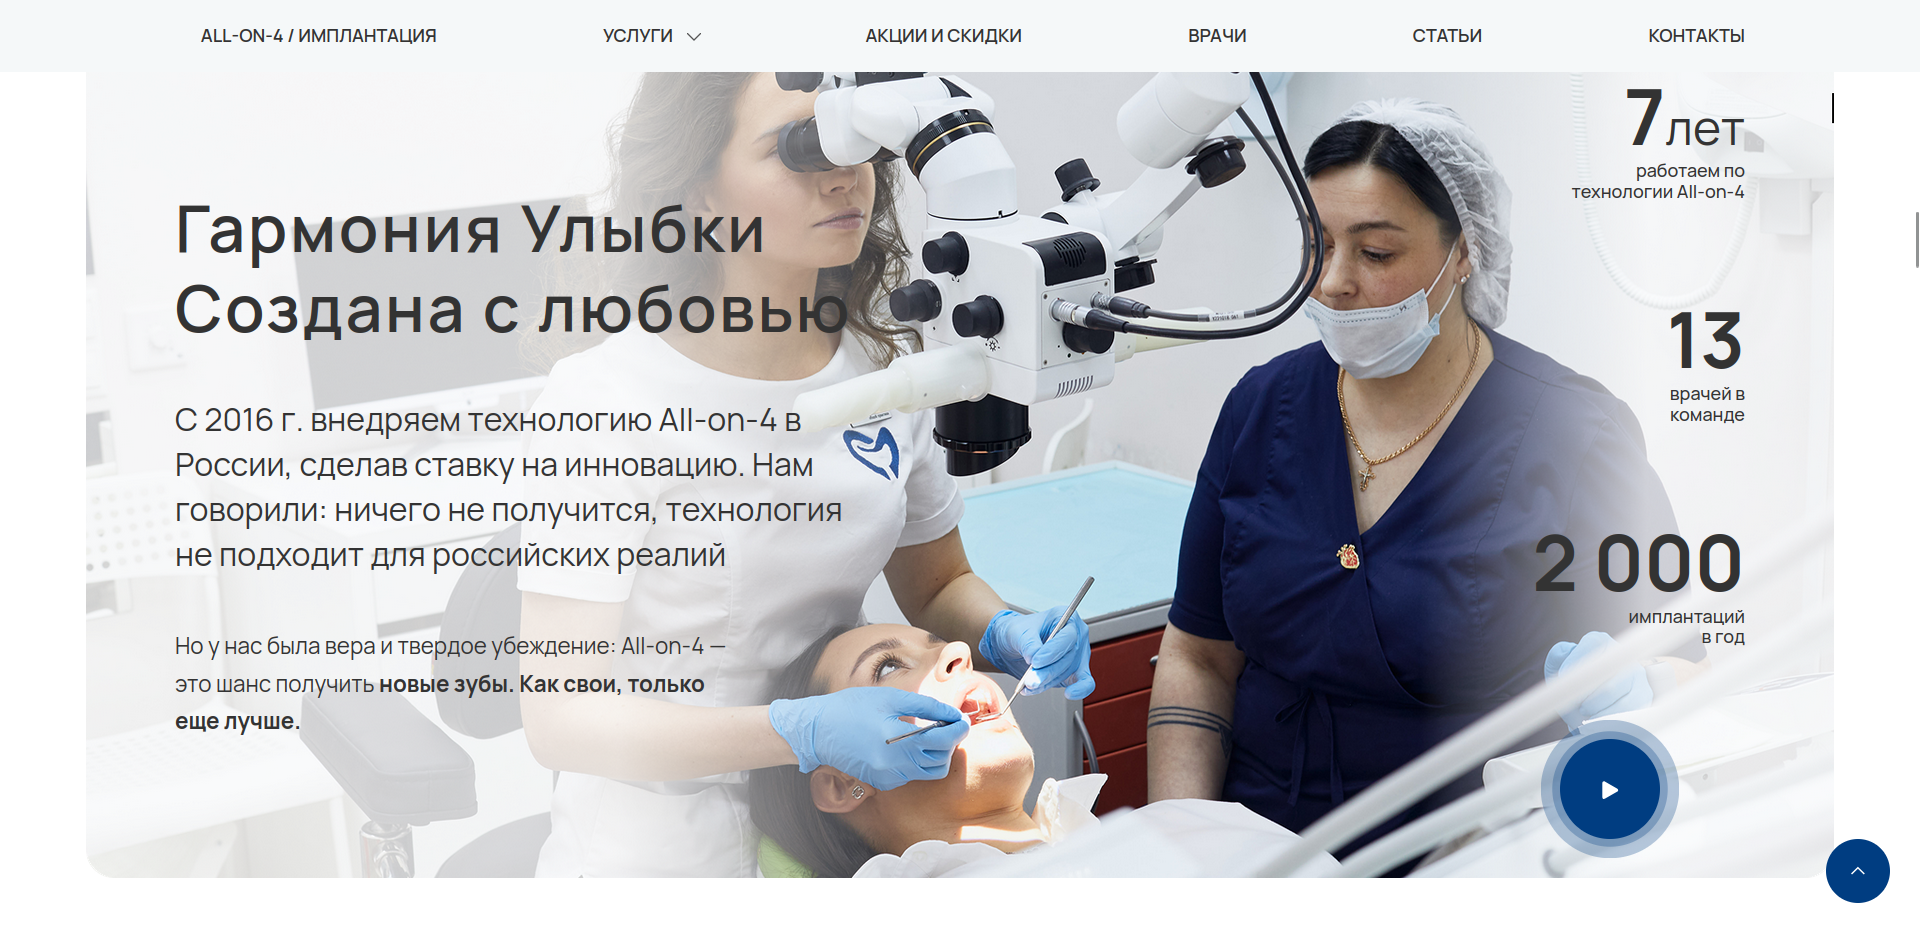 ALL-ON-4 / ИМПЛАНТАЦИЯ
УСЛУГИ
АКЦИИ И СКИДКИ
ВРАЧИ
СТАТЬИ
КОНТАКТЫ
Гармония Улыбки
Создана с любовью
С 2016 г. внедряем технологию All-on-4 в
России, сделав ставку на инновацию. Нам
говорили: ничего не получится, технология
не подходит для российских реалий
Но у нас была вера и твердое убеждение: All-on-4 —
это шанс получить новые зубы. Как свои, только
еще лучше.
7 лет
работаем по
технологии All-on-4
13
врачей в
команде
2 000
имплантаций
в год